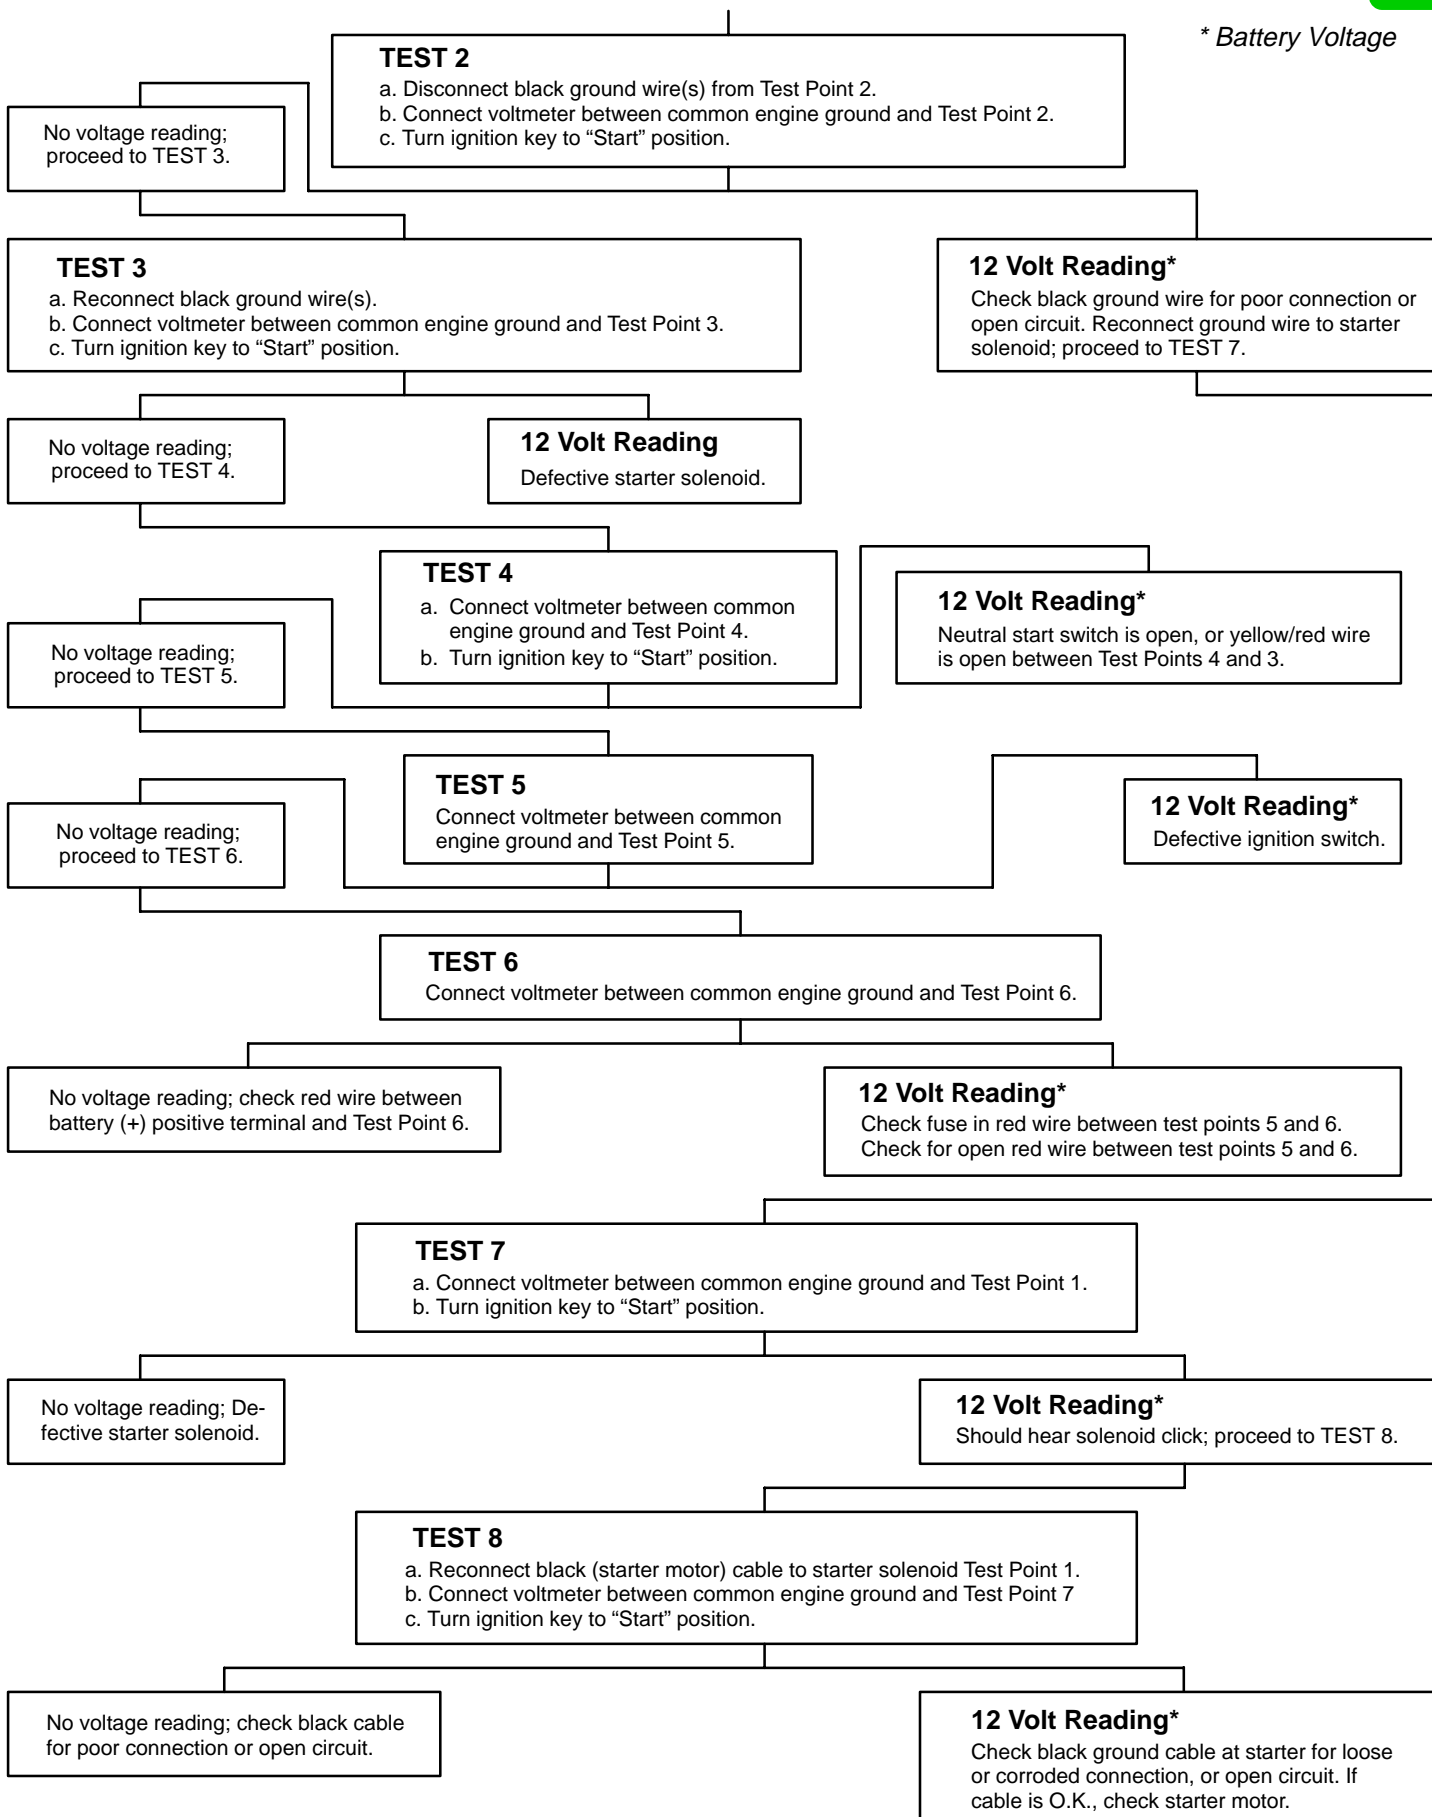 * Battery Voltage
TEST 2
a. Disconnect black ground wire(s) from Test Point 2.
b. Connect voltmeter between common engine ground and Test Point 2.
c. Turn ignition key to “Start” position.
No voltage reading;
proceed to TEST 3.
TEST 3
a. Reconnect black ground wire(s).
b. Connect voltmeter between common engine ground and Test Point 3.
c. Turn ignition key to “Start” position.
12 Volt Reading*
Check black ground wire for poor connection or
open circuit. Reconnect ground wire to starter
solenoid; proceed to TEST 7.
No voltage reading;
proceed to TEST 4.
12 Volt Reading
Defective starter solenoid.
TEST 4
a. Connect voltmeter between common
engine ground and Test Point 4.
b. Turn ignition key to “Start” position.
12 Volt Reading*
Neutral start switch is open, or yellow/red wire
is open between Test Points 4 and 3.
No voltage reading;
proceed to TEST 5.
TEST 5
Connect voltmeter between common
engine ground and Test Point 5.
12 Volt Reading*
Defective ignition switch.
No voltage reading;
proceed to TEST 6.
TEST 6
Connect voltmeter between common engine ground and Test Point 6.
No voltage reading; check red wire between
battery (+) positive terminal and Test Point 6.
12 Volt Reading*
Check fuse in red wire between test points 5 and 6.
Check for open red wire between test points 5 and 6.
TEST 7
a. Connect voltmeter between common engine ground and Test Point 1.
b. Turn ignition key to “Start” position.
No voltage reading; De-
fective starter solenoid.
12 Volt Reading*
Should hear solenoid click; proceed to TEST 8.
TEST 8
a. Reconnect black (starter motor) cable to starter solenoid Test Point 1.
b. Connect voltmeter between common engine ground and Test Point 7
c. Turn ignition key to “Start” position.
No voltage reading; check black cable
for poor connection or open circuit.
12 Volt Reading*
Check black ground cable at starter for loose
or corroded connection, or open circuit. If
cable is O.K., check starter motor.